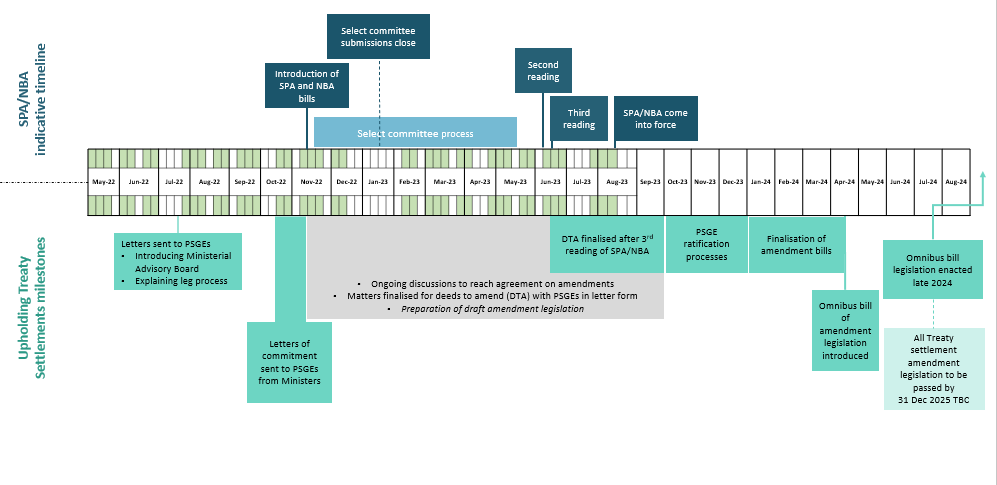 SPA/NBA
indicative timeline
Select committee
submissions close
Introduction of
SPA and NBA
bills
Second
reading
Third
reading
SPA/NBA come
into force
Select committee process
May-22 Jun-22 Jul-22 Aug-22 Sep-22 Oct-22 Nov-22 Dec-22 Jan-23 Feb-23 Mar-23 Apr-23 May-23 Jun-23 Jul-23 Aug-23 Sep-23 Oct-23 Nov-23 Dec-23 Jan-24 Feb-24 Mar-24 Apr-24 May-24 Jun-24 Jul-24 Aug-24
Upholding Treaty
Settlements milestones
Letters sent to PSGEs
• Introducing Ministerial
Advisory Board
• Explaining leg process
Letters of
commitment
sent to PSGEs
from Ministers
• Ongoing discussions to reach agreement on amendments
• Matters finalised for deeds to amend (DTA) with PSGEs in letter form
• Preparation of draft amendment legislation
DTA finalised after 3rd
reading of SPA/NBA
PSGE
ratification
processes
Finalisation of
amendment bills
Omnibus bill
of
amendment
legislation
introduced
Omnibus bill
legislation enacted
late 2024
All Treaty
settlement
amendment
legislation to be
passed by
31 Dec 2025 TBC